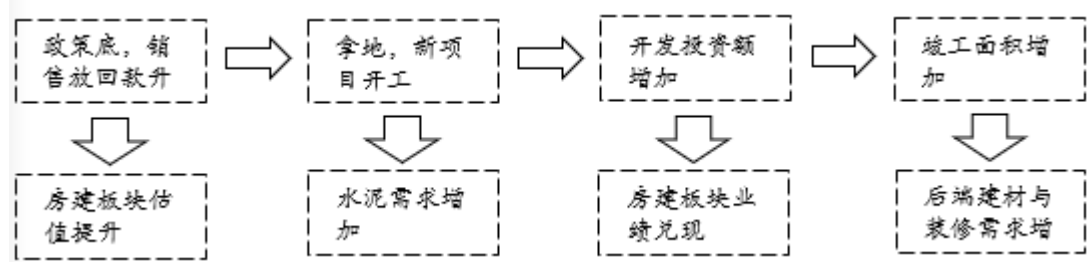 政策底，销
售放回款升
拿地，新项
目开工
开发投资额
增加
竣工面积增
加
房建板块估
值提升
水泥需求增
加
房建板块业
绩兑现
后端建材与
装修需求增